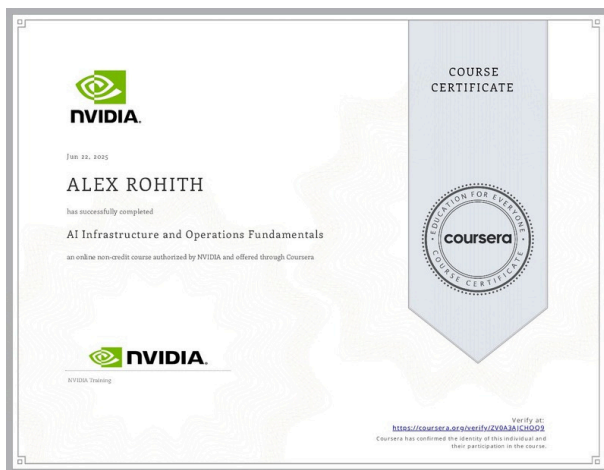 COURSE
CERTIFICATE
NVIDIA.
Jun 22, 2025
ALEX ROHITH
has successfully completed
AI Infrastructure and Operations Fundamentals
an online non-credit course authorized by NVIDIA and offered through Coursera
EDUCATION FOR EVERYONE
coursera
COURSE CERTIFICATE
NVIDIA.
NVIDIA Training
Verify at:
https://coursera.org/verify/ZV0A3AJCHOQ9
Coursera has confirmed the identity of this individual and
their participation in the course.